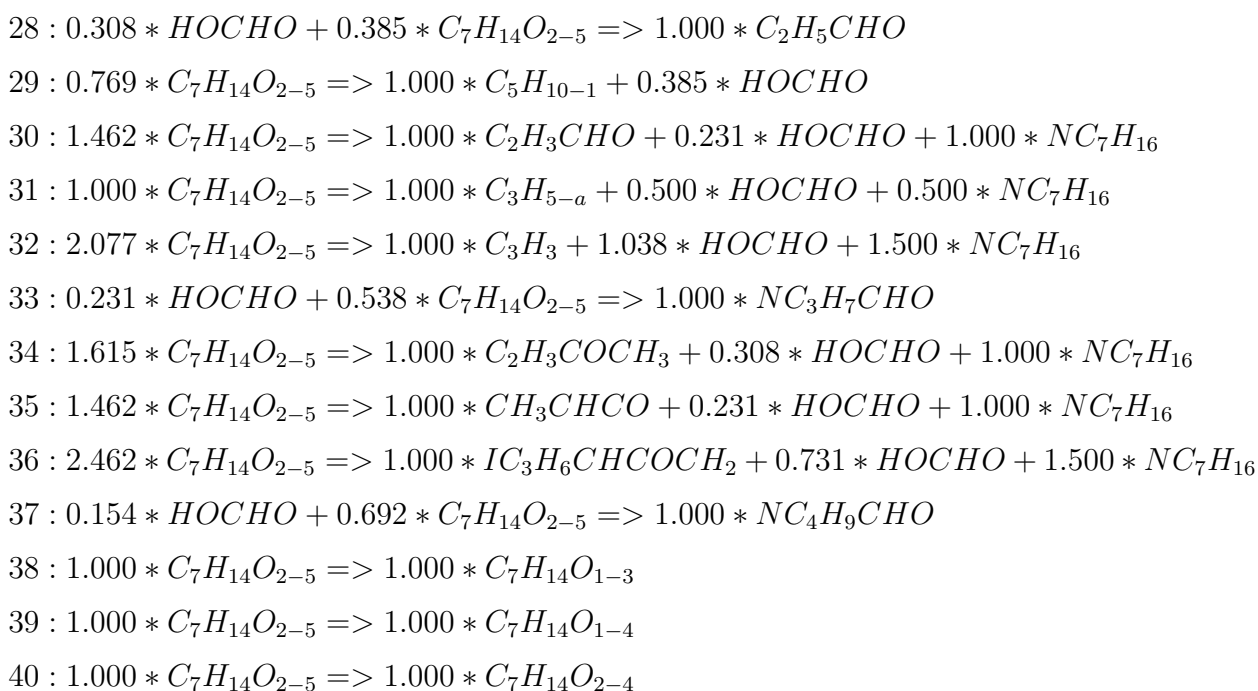 28 : 0.308 * HOCHO + 0.385 * C₇H₁₄O₂₋₅ => 1.000 * C₂H₅CHO
29 : 0.769 * C₇H₁₄O₂₋₅ => 1.000 * C₅H₁₀₋₁ + 0.385 * HOCHO
30 : 1.462 * C₇H₁₄O₂₋₅ => 1.000 * C₂H₃CHO + 0.231 * HOCHO + 1.000 * NC₇H₁₆
31 : 1.000 * C₇H₁₄O₂₋₅ => 1.000 * C₃H₅₋ₐ + 0.500 * HOCHO + 0.500 * NC₇H₁₆
32 : 2.077 * C₇H₁₄O₂₋₅ => 1.000 * C₃H₃ + 1.038 * HOCHO + 1.500 * NC₇H₁₆
33 : 0.231 * HOCHO + 0.538 * C₇H₁₄O₂₋₅ => 1.000 * NC₃H₇CHO
34 : 1.615 * C₇H₁₄O₂₋₅ => 1.000 * C₂H₃COCH₃ + 0.308 * HOCHO + 1.000 * NC₇H₁₆
35 : 1.462 * C₇H₁₄O₂₋₅ => 1.000 * CH₃CHCO + 0.231 * HOCHO + 1.000 * NC₇H₁₆
36 : 2.462 * C₇H₁₄O₂₋₅ => 1.000 * IC₃H₆CHCOCH₂ + 0.731 * HOCHO + 1.500 * NC₇H₁₆
37 : 0.154 * HOCHO + 0.692 * C₇H₁₄O₂₋₅ => 1.000 * NC₄H₉CHO
38 : 1.000 * C₇H₁₄O₂₋₅ => 1.000 * C₇H₁₄O₁₋₃
39 : 1.000 * C₇H₁₄O₂₋₅ => 1.000 * C₇H₁₄O₁₋₄
40 : 1.000 * C₇H₁₄O₂₋₅ => 1.000 * C₇H₁₄O₂₋₄